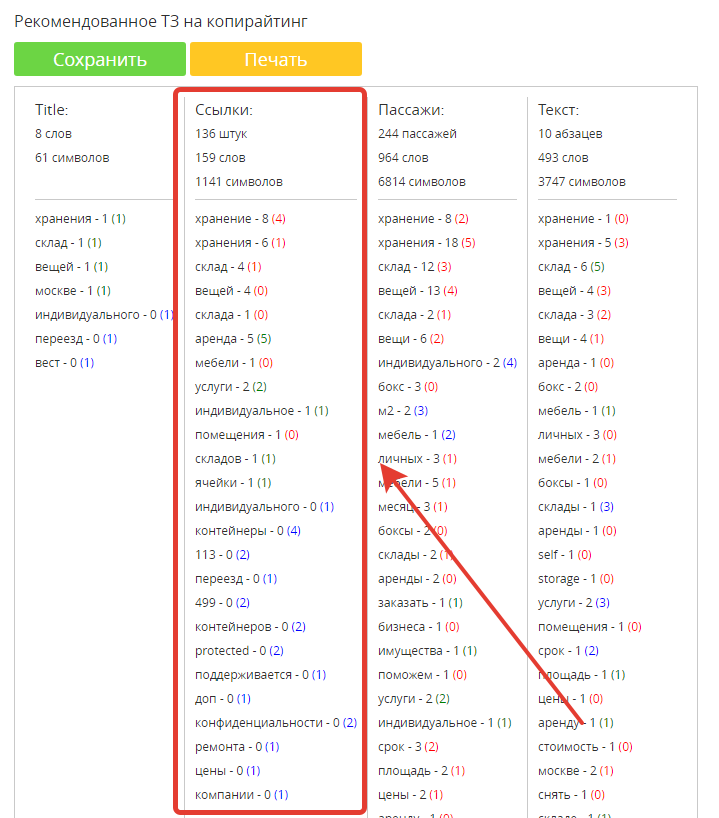 Рекомендованное ТЗ на копирайтинг
Сохранить
Печать
Title:
8 слов
61 символов
хранения - 1 (1)
склад - 1 (1)
вещей - 1 (1)
москве - 1 (1)
индивидуального - 0 (1)
переезд - 0 (1)
вест - 0 (1)
Ссылки:
136 штук
159 слов
1141 символов
хранение - 8 (4)
хранения - 6 (1)
склад - 4 (1)
вещей - 4 (0)
склада - 1 (0)
аренда - 5 (5)
мебели - 1 (0)
услуги - 2 (2)
индивидуальное - 1 (1)
помещения - 1 (0)
складов - 1 (1)
ячейки - 1 (1)
индивидуального - 0 (1)
контейнеры - 0 (4)
113 - 0 (2)
переезд - 0 (1)
499 - 0 (2)
контейнеров - 0 (2)
protected - 0 (2)
поддерживается - 0 (1)
доп - 0 (1)
конфиденциальности - 0 (2)
ремонта - 0 (1)
цены - 0 (1)
компании - 0 (1)
Пассажи:
244 пассажей
964 слов
6814 символов
хранение - 8 (2)
хранения - 18 (5)
склад - 12 (3)
вещей - 13 (4)
склада - 2 (1)
вещи - 6 (2)
индивидуального - 2 (4)
бокс - 3 (0)
м2 - 2 (3)
мебель - 1 (2)
личных - 3 (1)
мебели - 5 (1)
месяц - 3 (1)
боксы - 2 (0)
склады - 2 (1)
аренды - 2 (0)
заказать - 1 (1)
бизнеса - 1 (0)
имущества - 1 (1)
поможем - 1 (0)
услуги - 2 (2)
индивидуальное - 1 (1)
срок - 3 (2)
площадь - 2 (1)
цены - 2 (1)
аренду - 1 (0)
Текст:
10 абзацев
493 слов
3747 символов
хранение - 1 (0)
хранения - 5 (3)
склад - 6 (5)
вещей - 4 (3)
склада - 3 (2)
вещи - 4 (1)
аренда - 1 (0)
бокс - 2 (0)
мебель - 1 (1)
личных - 3 (0)
мебели - 2 (1)
боксы - 1 (0)
склады - 1 (3)
аренды - 1 (0)
self - 1 (0)
storage - 1 (0)
услуги - 2 (3)
помещения - 1 (0)
срок - 1 (2)
площадь - 1 (1)
цены - 1 (0)
аренду - 1 (1)
стоимость - 1 (0)
москве - 2 (1)
снять - 1 (0)
складе - 1 (1)